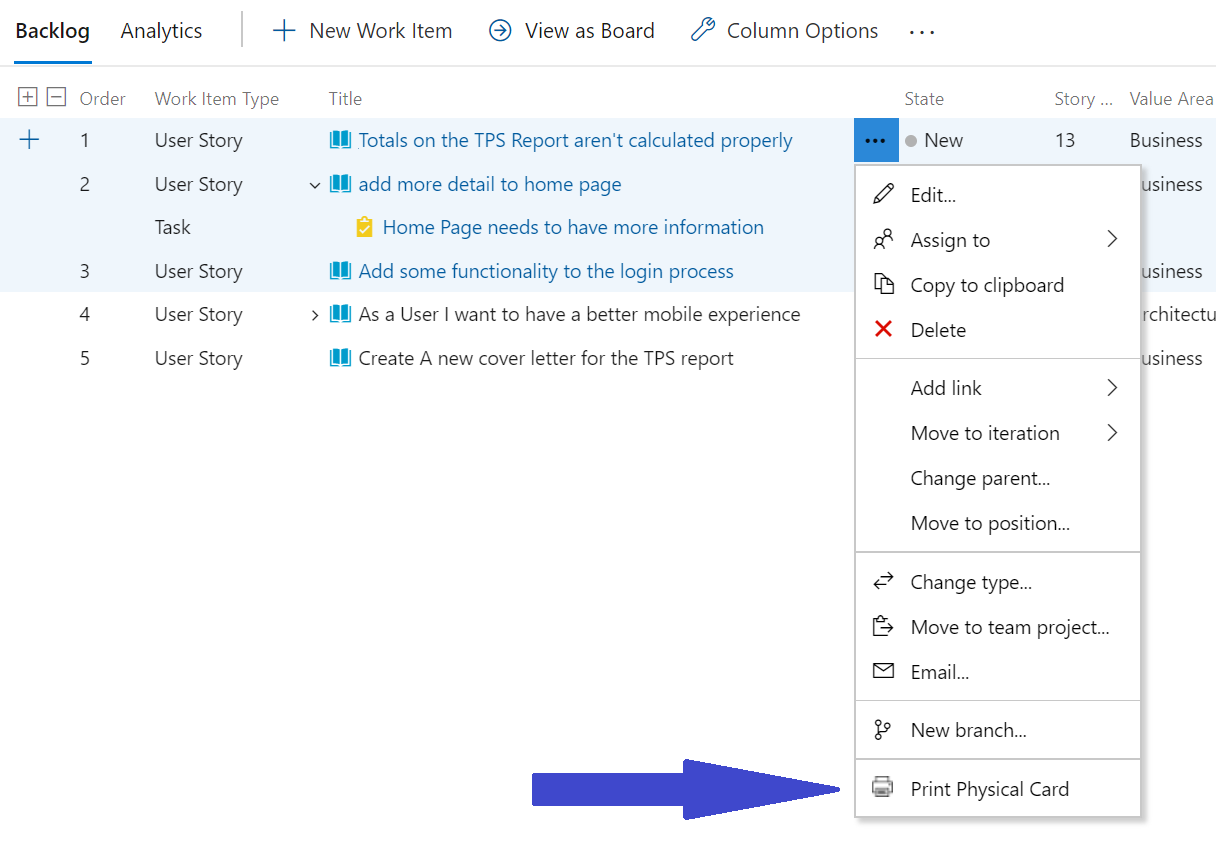 Backlog Analytics New Work Item View as Board Column Options ...
Order Work Item Type Title State Story ... Value Area
1 User Story Totals on the TPS Report aren't calculated properly ... New 13 Business
2 User Story add more detail to home page usiness
Task Home Page needs to have more information
3 User Story Add some functionality to the login process usiness
4 User Story As a User I want to have a better mobile experience rchitectu
5 User Story Create A new cover letter for the TPS report usiness
Edit...
Assign to
Copy to clipboard
Delete
Add link
Move to iteration
Change parent...
Move to position...
Change type...
Move to team project...
Email...
New branch...
Print Physical Card